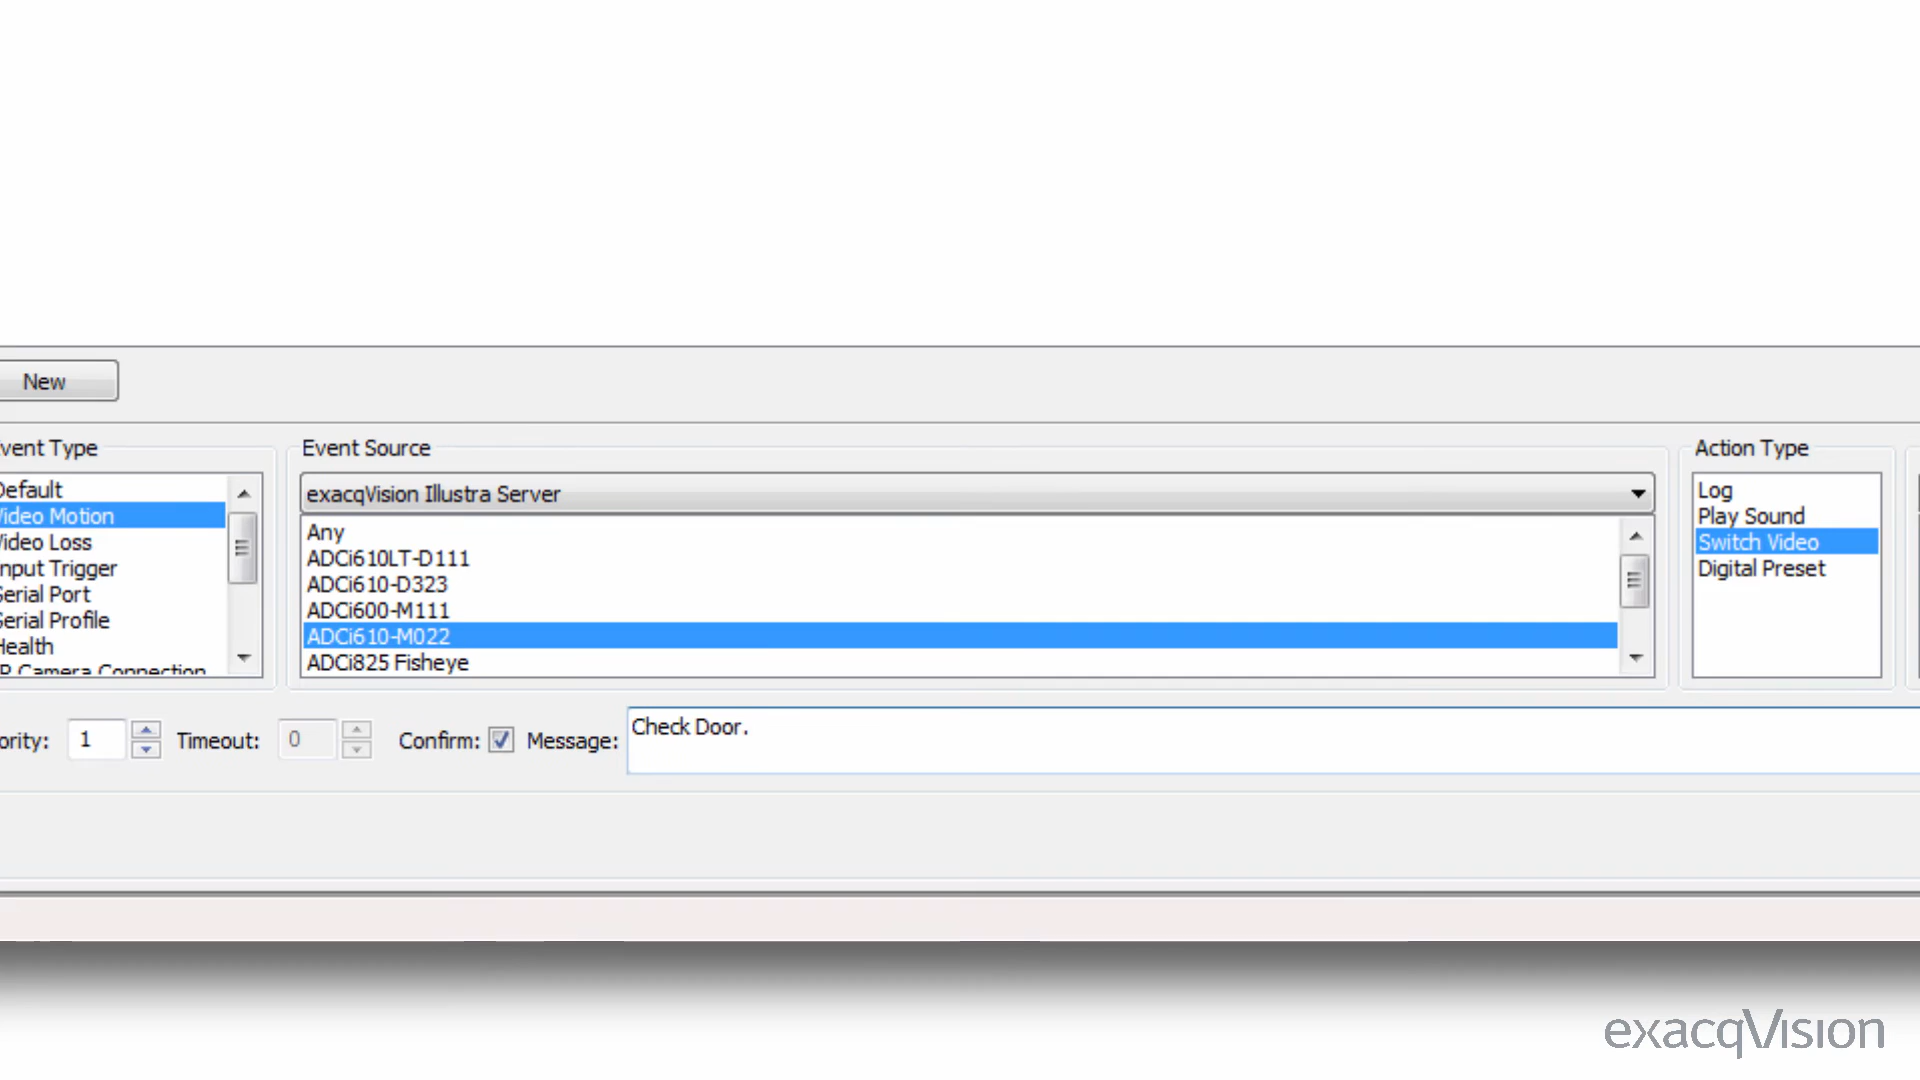 New
vent Type
Event Source
Action Type
Default
Video Motion
Video Loss
nput Trigger
Serial Port
Serial Profile
Health
P Camera Connection
exacqVision Illustra Server
Any
ADCi610LT-D111
ADCi610-D323
ADCi600-M111
ADCi610-M022
ADCi825 Fisheye
Log
Play Sound
Switch Video
Digital Preset
ority: 1 Timeout: 0 Confirm: Message: Check Door.
exacqVision